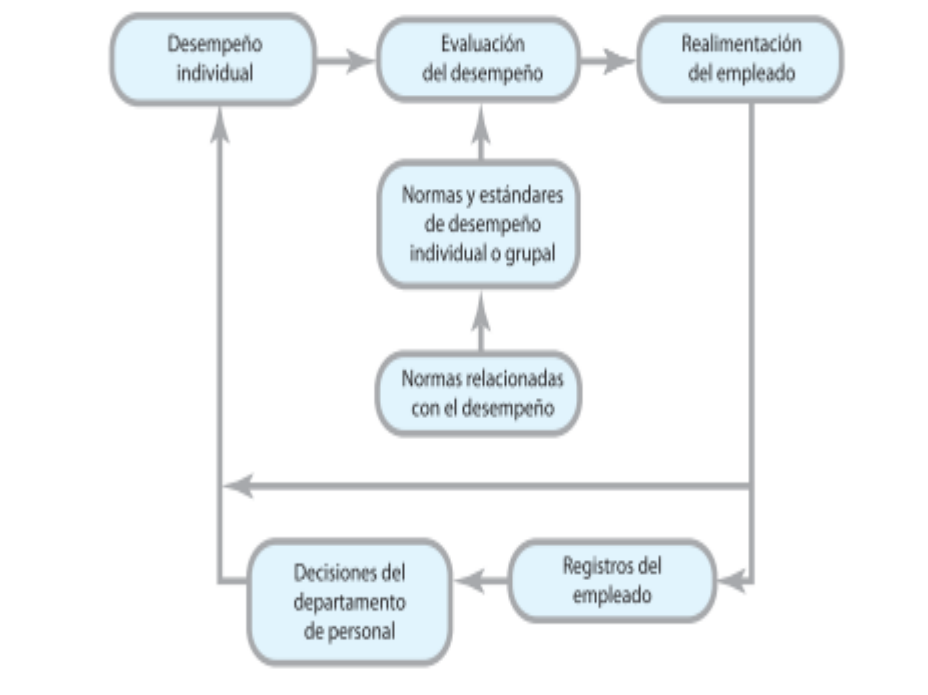 Desempeño
individual
Evaluación
del desempeño
Realimentación
del empleado
Normas y estándares
de desempeño
individual o grupal
Normas relacionadas
con el desempeño
Registros del
empleado
Decisiones del
departamento
de personal